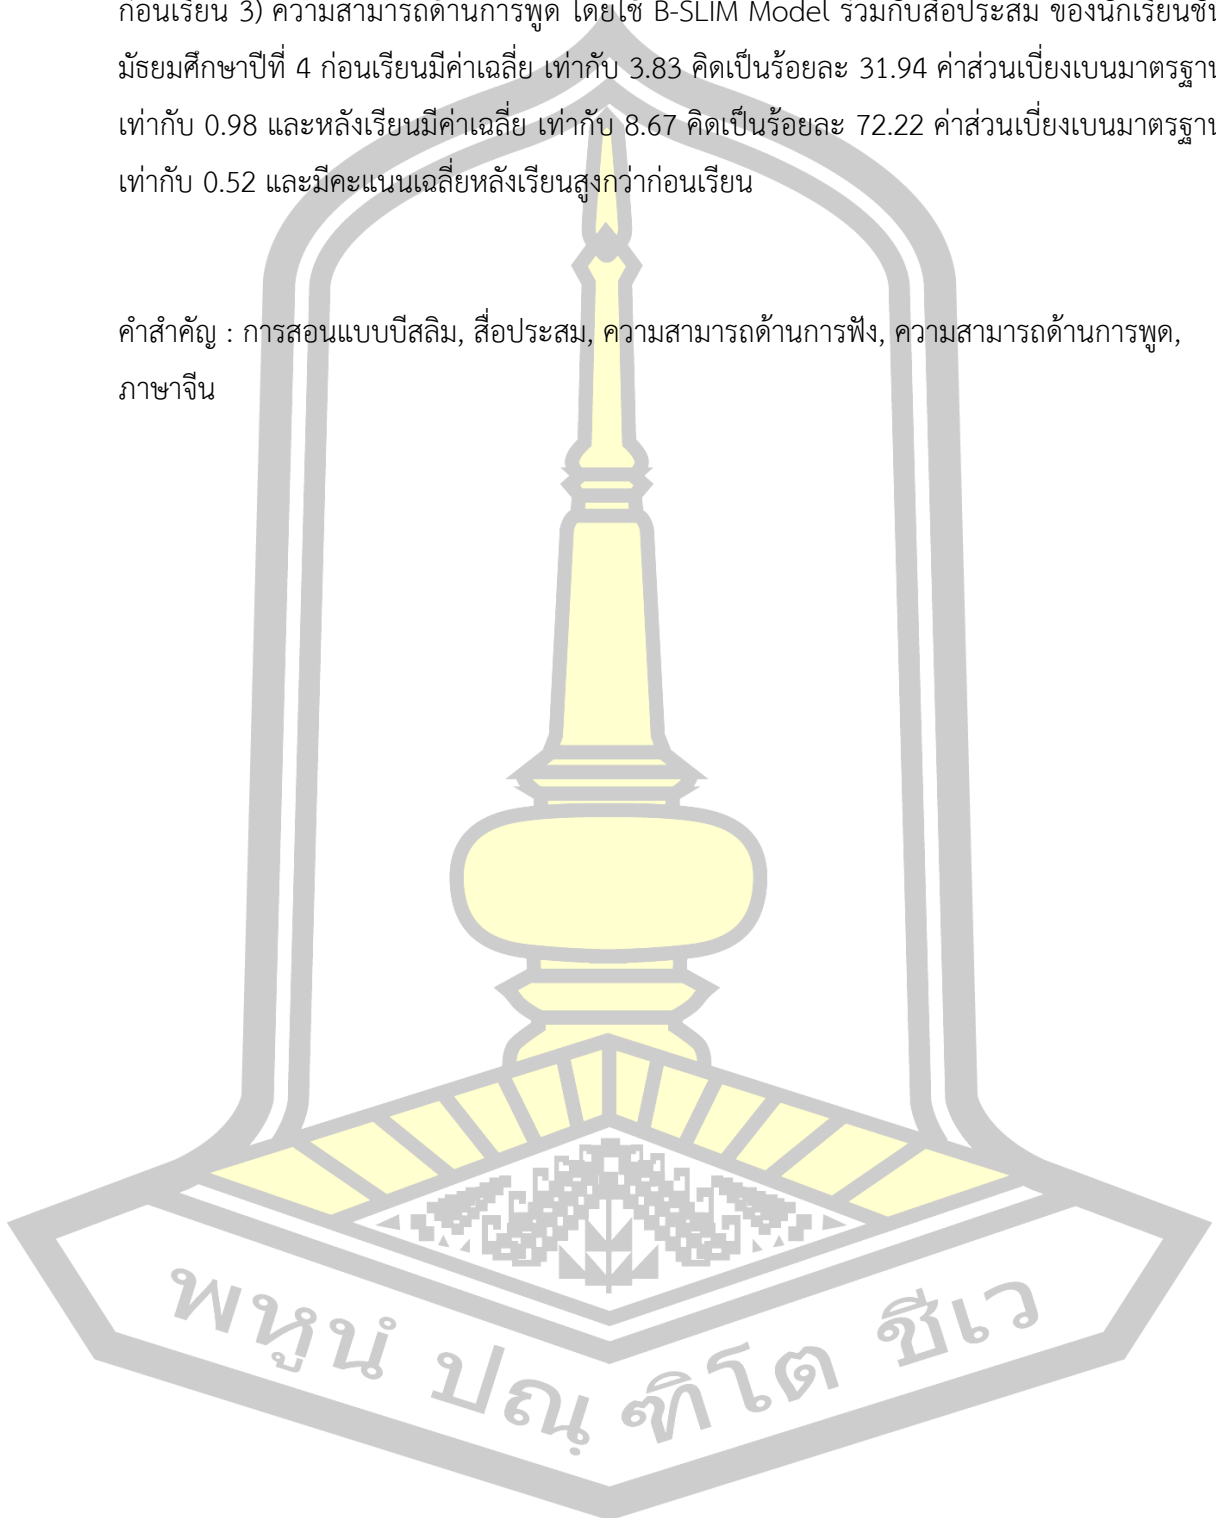 ก่อนเรียน 3) ความสามารถด้านการพูด โดยใช้ B-SLIM Model ร่วมกับสื่อประสม ของนักเรียนชั้น
มัธยมศึกษาปีที่ 4 ก่อนเรียนมีค่าเฉลี่ย เท่ากับ 3.83 คิดเป็นร้อยละ 31.94 ค่าส่วนเบี่ยงเบนมาตรฐาน
เท่ากับ 0.98 และหลังเรียนมีค่าเฉลี่ย เท่ากับ 8.67 คิดเป็นร้อยละ 72.22 ค่าส่วนเบี่ยงเบนมาตรฐาน
เท่ากับ 0.52 และมีคะแนนเฉลี่ยหลังเรียนสูงกว่าก่อนเรียน
คำสำคัญ : การสอนแบบบีสลิม, สื่อประสม, ความสามารถด้านการฟัง, ความสามารถด้านการพูด,
ภาษาจีน
พหูนํ ปณฺฑิโต ชีเว